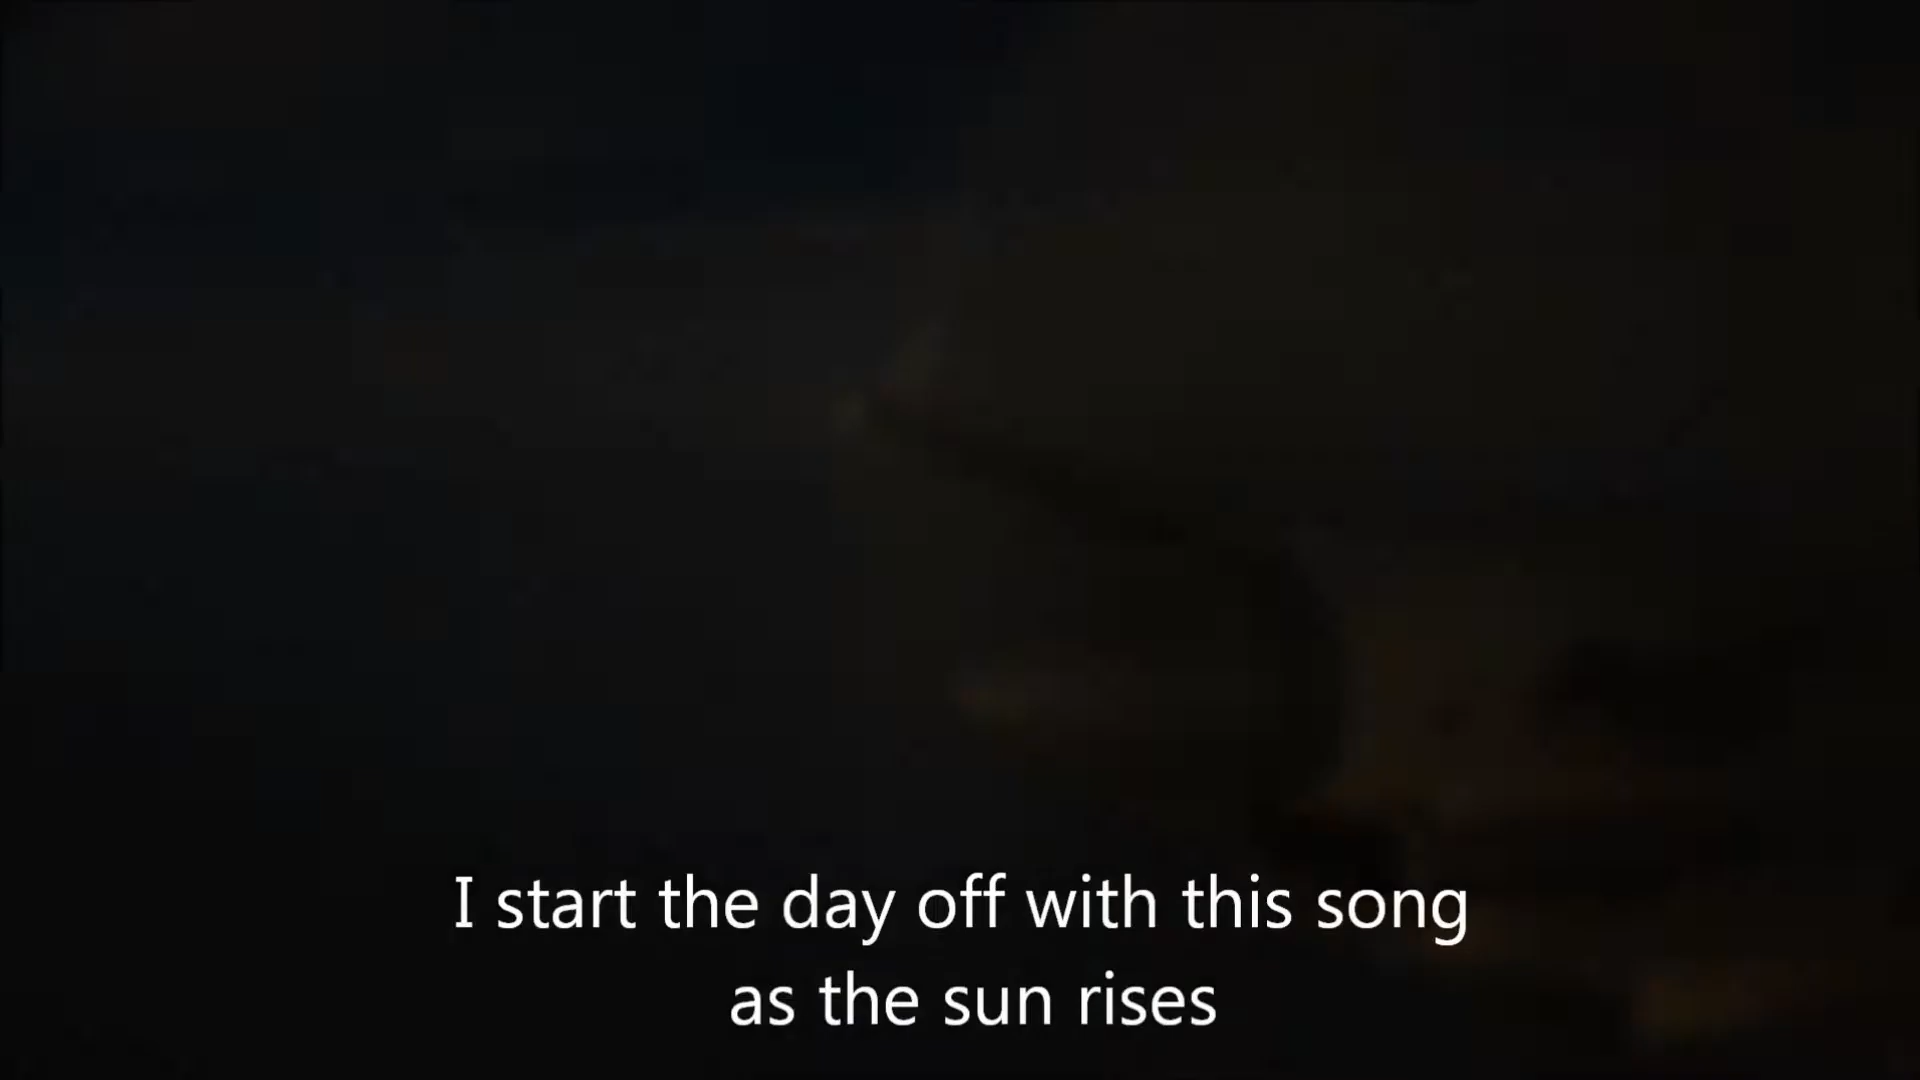 I start the day off with this song
as the sun rises